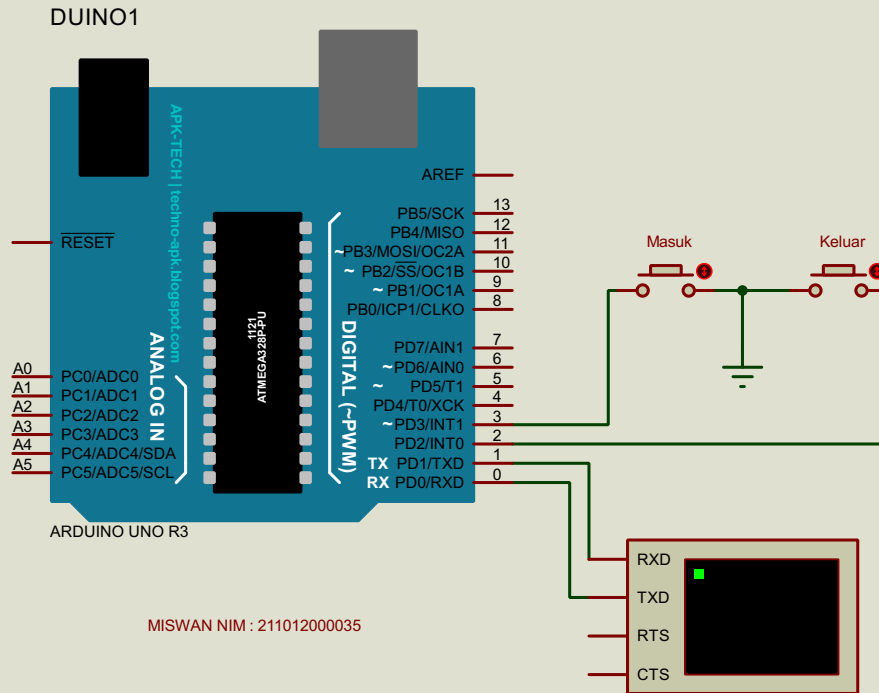 DUINO1
APK-TECH | techno-apk.blogspot.com
RESET
AREF
PB5/SCK 13
PB4/MISO 12
~PB3/MOSI/OC2A 11
~ PB2/SS/OC1B 10
~ PB1/OC1A 9
PB0/ICP1/CLKO 8
PD7/AIN1 7
~PD6/AIN0 6
~ PD5/T1 5
PD4/T0/XCK 4
~PD3/INT1 3
PD2/INT0 2
TX PD1/TXD 1
RX PD0/RXD 0
DIGITAL (~PWM)
1121
ATMEGA328P-PU
ANALOG IN
A0 PC0/ADC0
A1 PC1/ADC1
A2 PC2/ADC2
A3 PC3/ADC3
A4 PC4/ADC4/SDA
A5 PC5/ADC5/SCL
ARDUINO UNO R3
Masuk
Keluar
RXD
TXD
RTS
CTS
MISWAN NIM : 211012000035